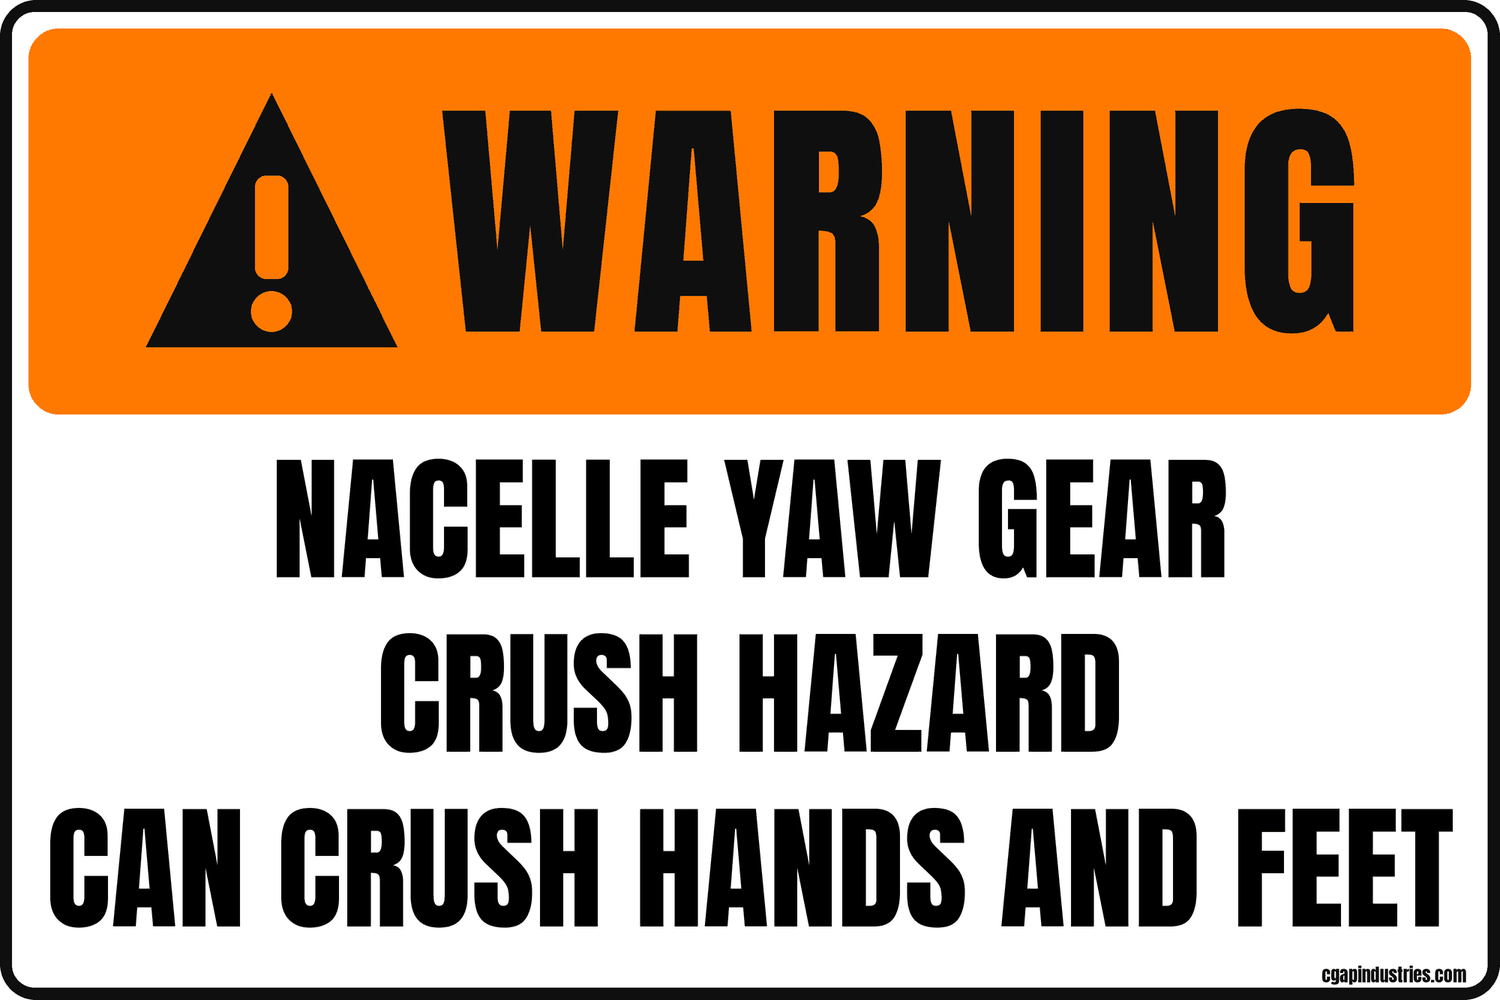 WARNING
NACELLE YAW GEAR
CRUSH HAZARD
CAN CRUSH HANDS AND FEET
cgapindustries.com